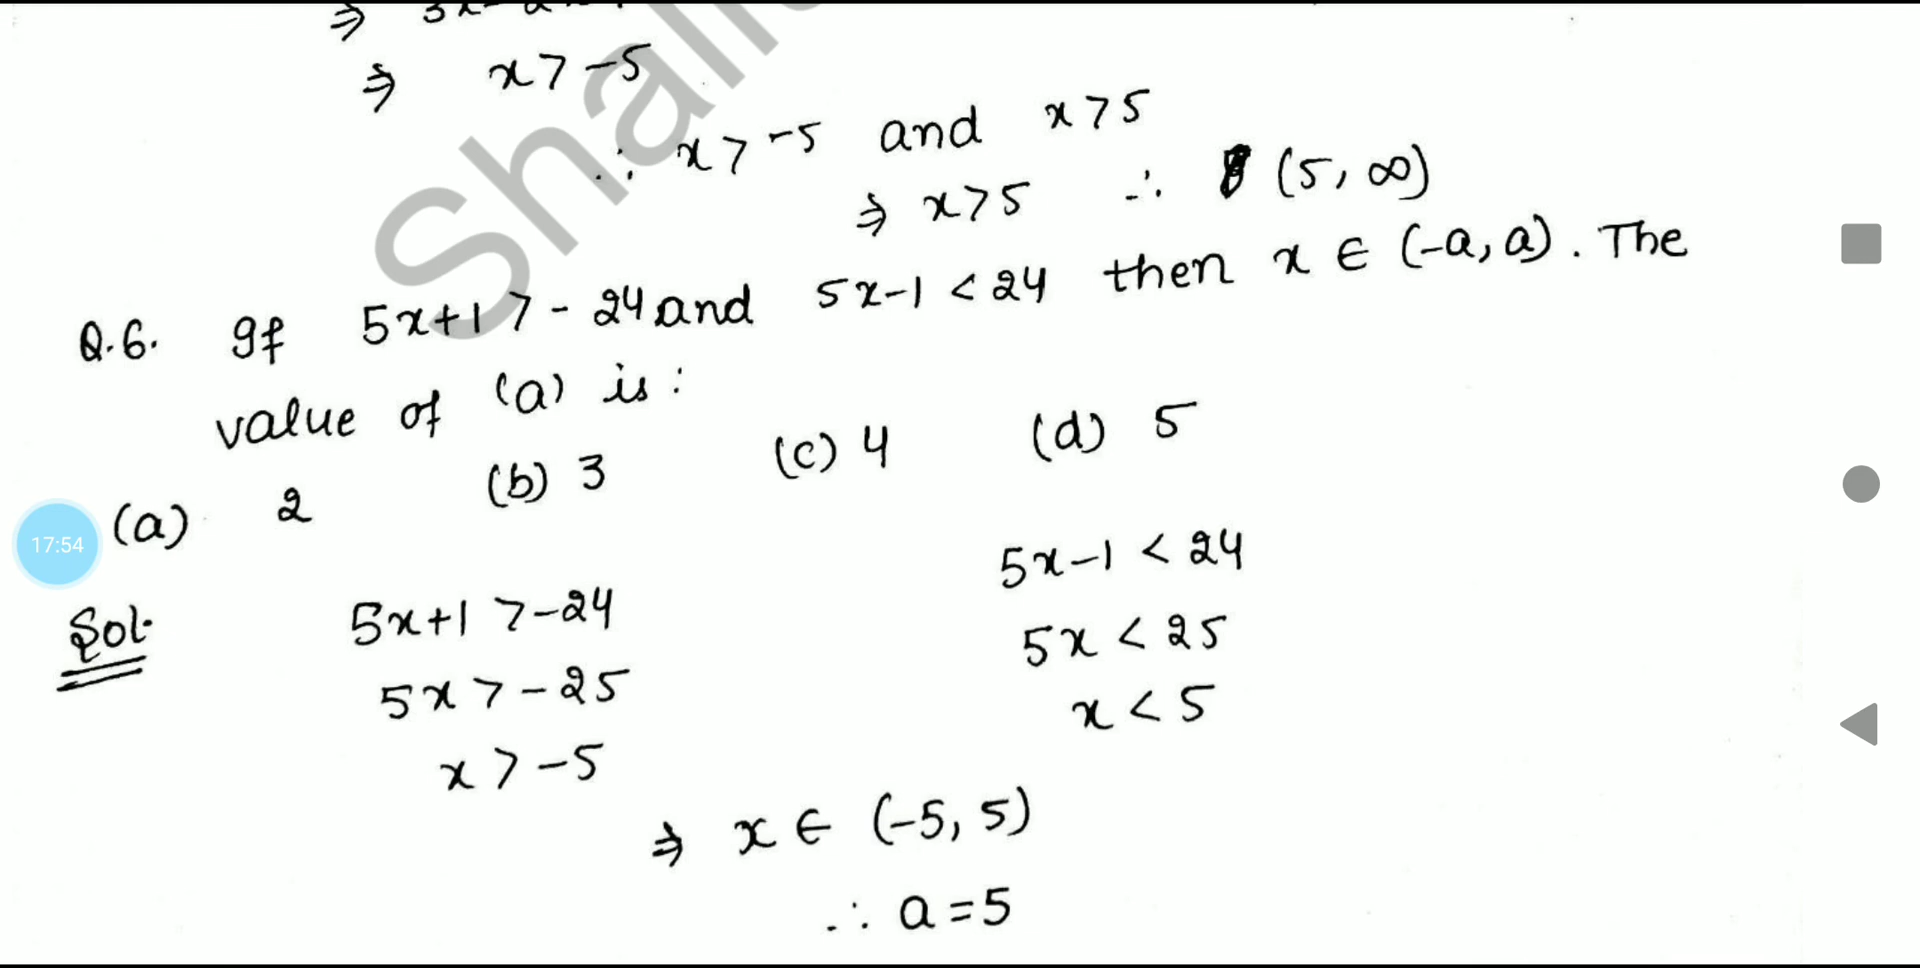 ⇒ x > -5
∴ x > -5 and x > 5
⇒ x > 5 ∴ (5, ∞)
Q.6. If 5x+1 > -24 and 5x-1 < 24 then x ∈ (-a, a). The
value of (a) is :
(a) 2 (b) 3 (c) 4 (d) 5
17:54
Sol. 5x+1 > -24 5x-1 < 24
5x > -25 5x < 25
x > -5 x < 5
⇒ x ∈ (-5, 5)
∴ a = 5